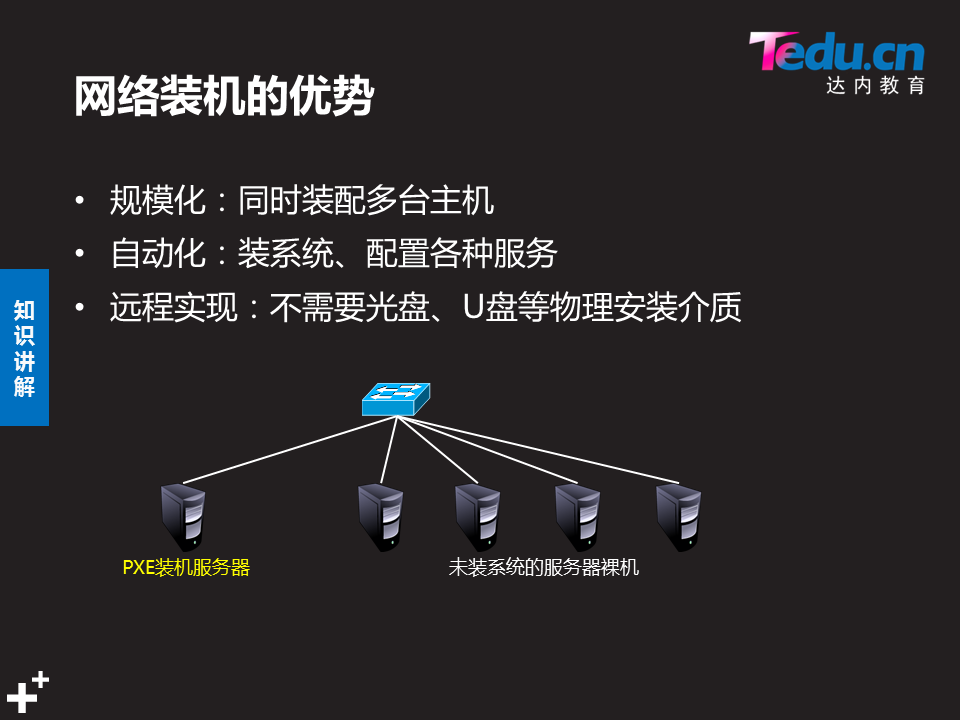 Tedu.cn
达内教育
网络装机的优势
• 规模化：同时装配多台主机
• 自动化：装系统、配置各种服务
• 远程实现：不需要光盘、U盘等物理安装介质
知识讲解
PXE装机服务器
未装系统的服务器裸机